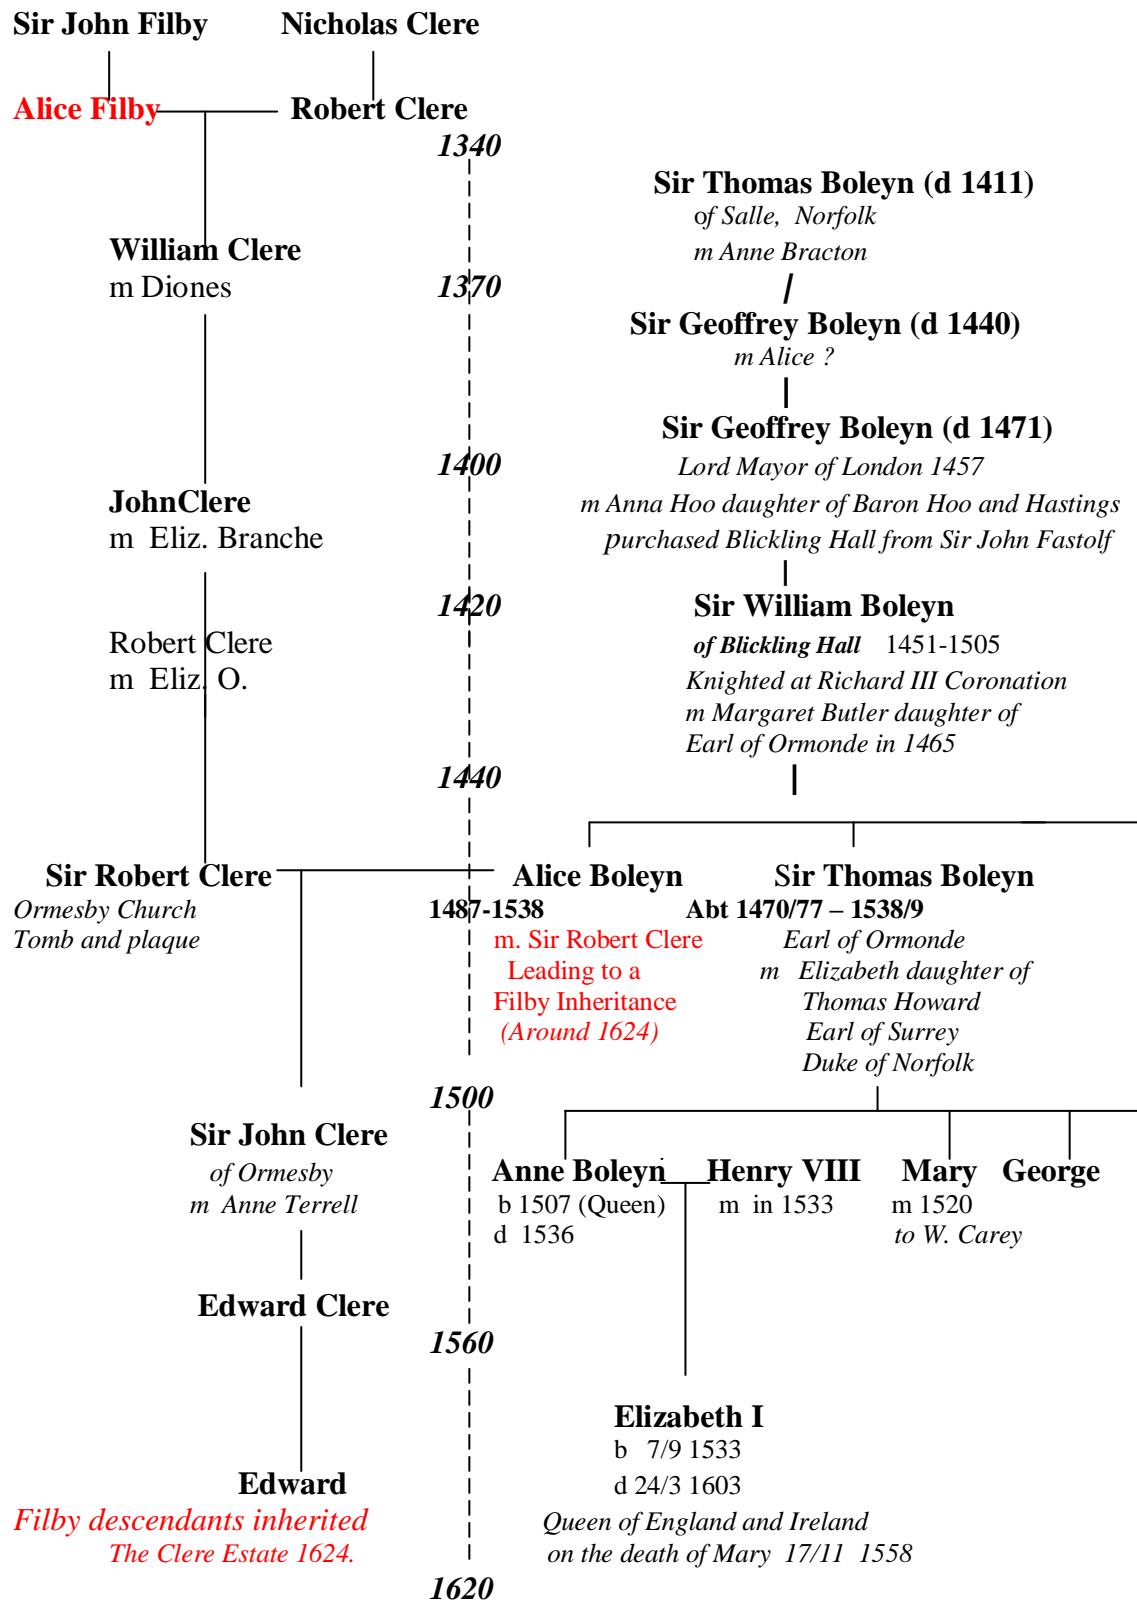 Sir John Filby
Nicholas Clere
Alice Filby
Robert Clere
1340
Sir Thomas Boleyn (d 1411)
of Salle, Norfolk
m Anne Bracton
William Clere
m Diones
1370
Sir Geoffrey Boleyn (d 1440)
m Alice ?
Sir Geoffrey Boleyn (d 1471)
Lord Mayor of London 1457
m Anna Hoo daughter of Baron Hoo and Hastings
purchased Blickling Hall from Sir John Fastolf
1400
JohnClere
m Eliz. Branche
1420
Sir William Boleyn
of Blickling Hall 1451-1505
Knighted at Richard III Coronation
m Margaret Butler daughter of
Earl of Ormonde in 1465
Robert Clere
m Eliz. O.
1440
Sir Robert Clere
Ormesby Church
Tomb and plaque
Alice Boleyn
1487-1538
m. Sir Robert Clere
Leading to a
Filby Inheritance
(Around 1624)
Sir Thomas Boleyn
Abt 1470/77 – 1538/9
Earl of Ormonde
m Elizabeth daughter of
Thomas Howard
Earl of Surrey
Duke of Norfolk
1500
Sir John Clere
of Ormesby
m Anne Terrell
Anne Boleyn
b 1507 (Queen)
d 1536
Henry VIII
m in 1533
Mary
m 1520
to W. Carey
George
Edward Clere
1560
Elizabeth I
b 7/9 1533
d 24/3 1603
Queen of England and Ireland
on the death of Mary 17/11 1558
Edward
Filby descendants inherited
The Clere Estate 1624.
1620